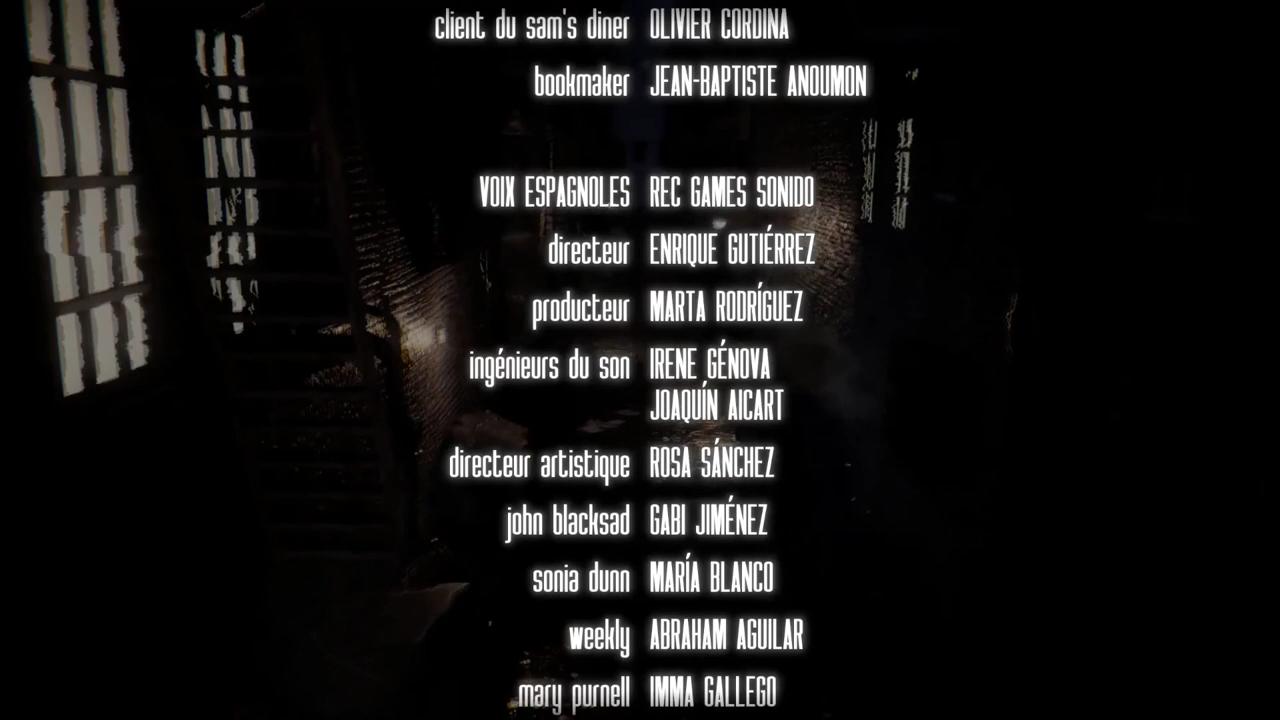 client du sam's diner OLIVIER CORDINA
bookmaker JEAN-BAPTISTE ANOUMON
VOIX ESPAGNOLES REC GAMES SONIDO
directeur ENRIQUE GUTIÉRREZ
producteur MARTA RODRÍGUEZ
ingénieurs du son IRENE GÉNOVA
JOAQUÍN AICART
directeur artistique ROSA SÁNCHEZ
john blacksad GABI JIMÉNEZ
sonia dunn MARÍA BLANCO
weekly ABRAHAM AGUILAR
mary purnell IMMA GALLEGO